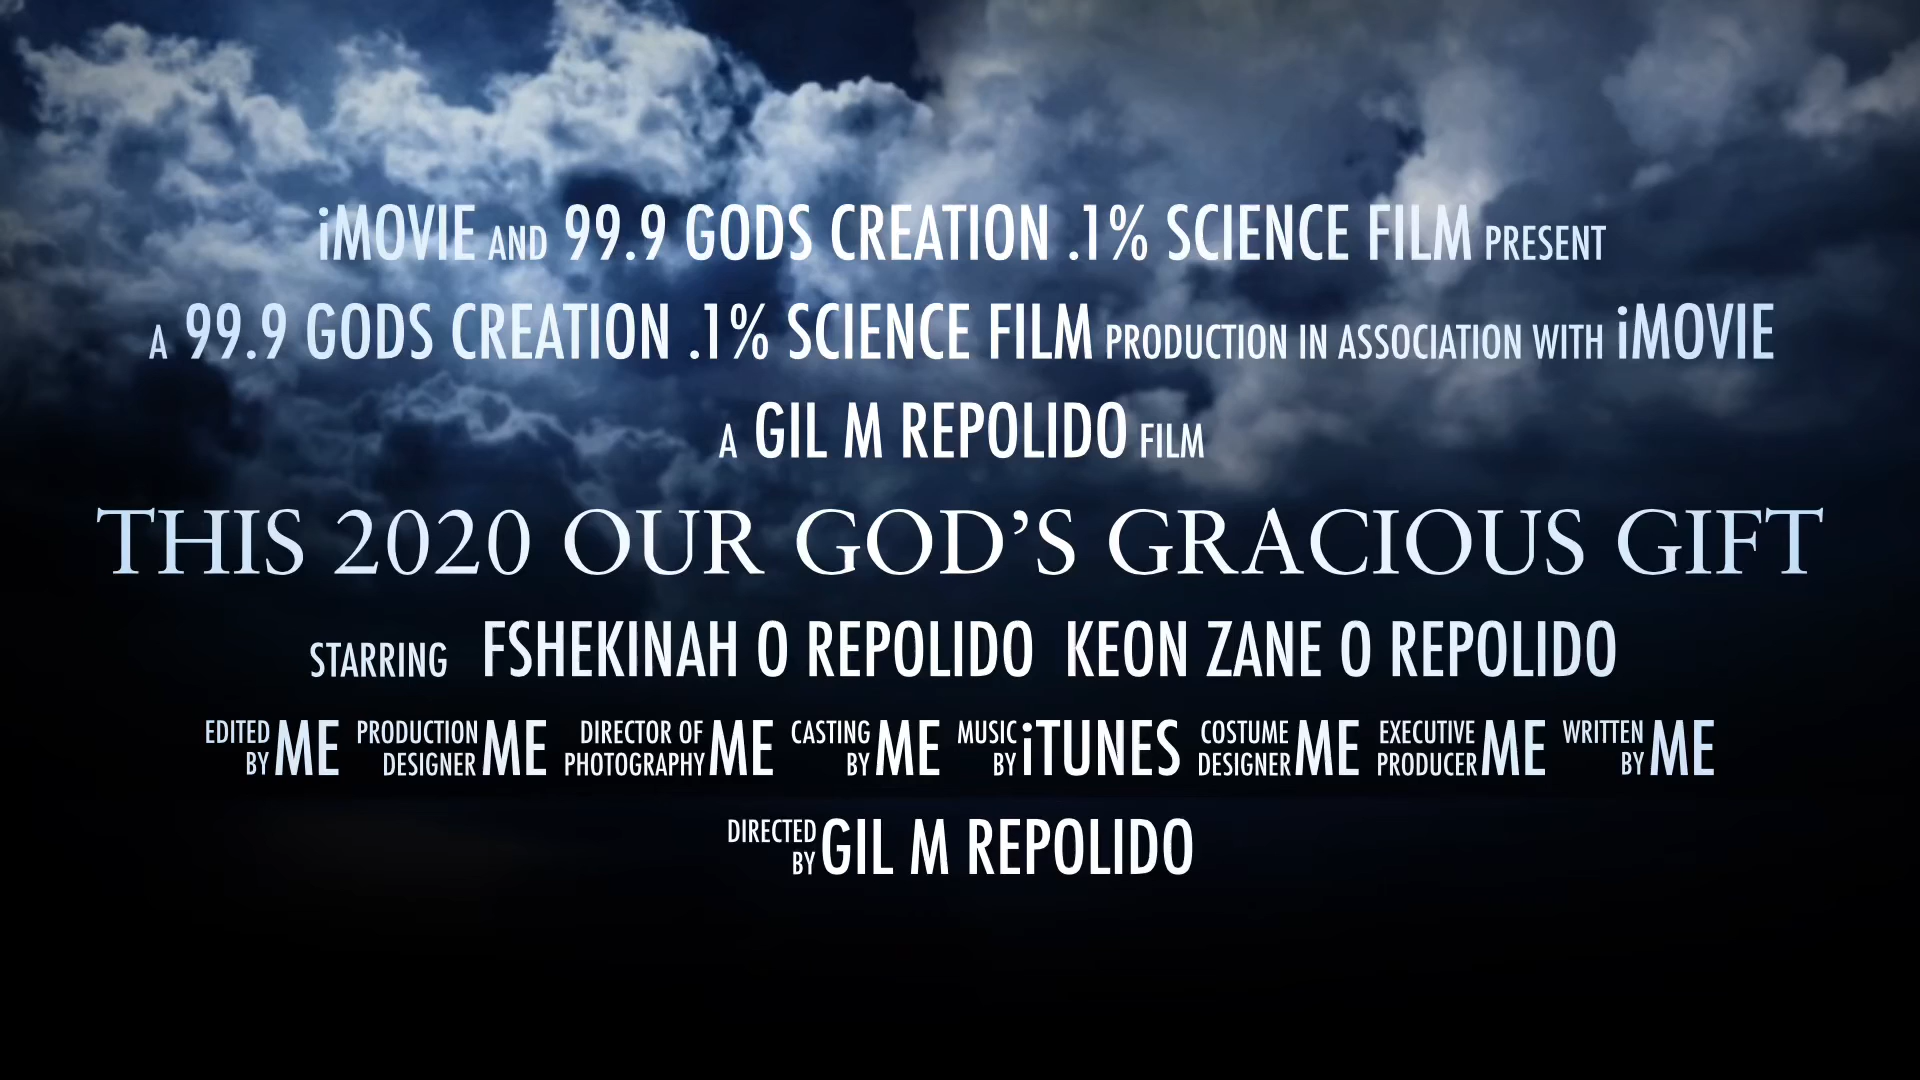 iMOVIE AND 99.9 GODS CREATION .1% SCIENCE FILM PRESENT
A 99.9 GODS CREATION .1% SCIENCE FILM PRODUCTION IN ASSOCIATION WITH iMOVIE
A GIL M REPOLIDO FILM
THIS 2020 OUR GOD’S GRACIOUS GIFT
STARRING FSHEKINAH O REPOLIDO KEON ZANE O REPOLIDO
EDITED BY ME PRODUCTION DESIGNER ME DIRECTOR OF PHOTOGRAPHY ME CASTING BY ME MUSIC BY iTUNES COSTUME DESIGNER ME EXECUTIVE PRODUCER ME WRITTEN BY ME
DIRECTED BY GIL M REPOLIDO